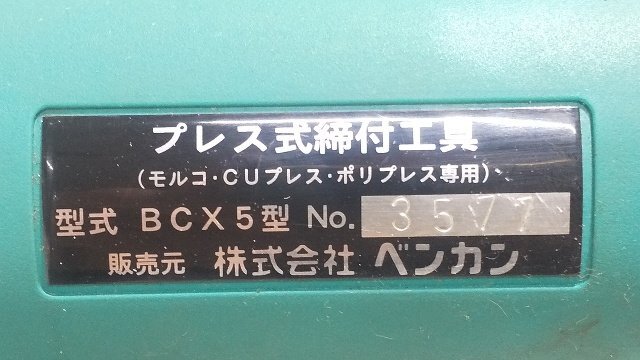 プレス式締付工具
(モルコ・CUプレス・ポリプレス専用)
型式 BCX5型 No. 3577
販売元 株式会社 ベンカン